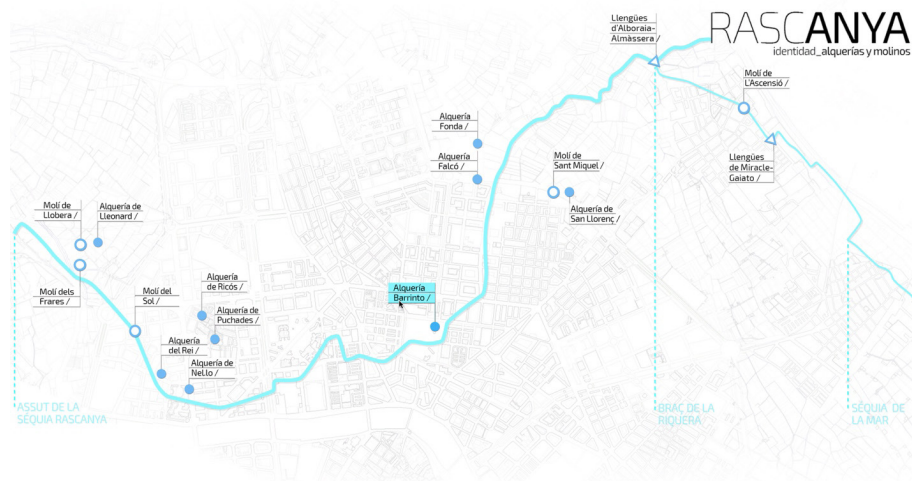 RASCANYA
identidad_alquerías y molinos
Llengües
d'Alboraia-
Almàssera /
Molí de
L'Ascensió /
Alquería
Fonda /
Alquería
Falcó /
Molí de
Sant Miquel /
Llengües
de Miracle-
Gaiato /
Alquería de
San Llorenç /
Molí de
Llobera /
Alquería de
Lleonard /
Molí dels
Frares /
Molí del
Sol /
Alquería
de Ricós /
Alquería
Barrinto /
Alquería de
Puchades /
Alquería
del Rei /
Alquería de
Nel.lo /
ASSUT DE LA
SÉQUIA RASCANYA
BRAÇ DE LA
RIQUERA
SÉQUIA DE
LA MAR